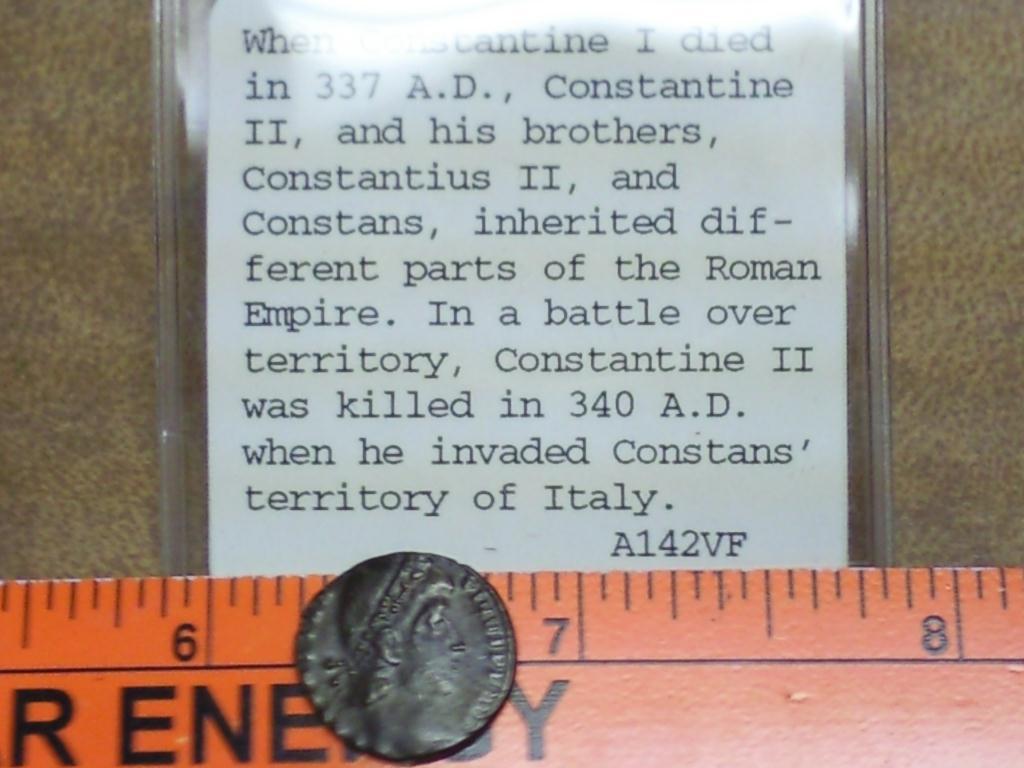 When Constantine I died
in 337 A.D., Constantine
II, and his brothers,
Constantius II, and
Constans, inherited dif-
ferent parts of the Roman
Empire. In a battle over
territory, Constantine II
was killed in 340 A.D.
when he invaded Constans'
territory of Italy.
A142VF
6 7 8
R EN Y